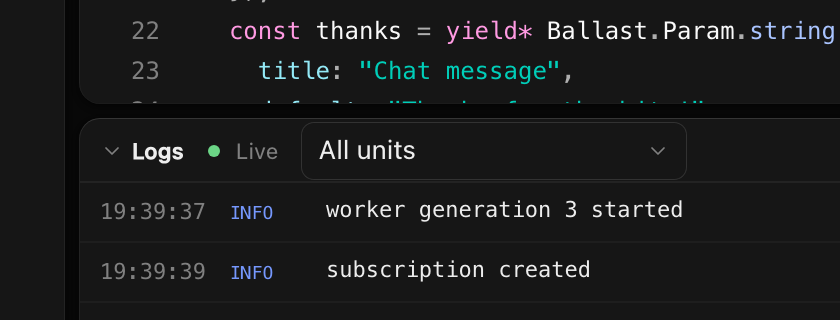 22 const thanks = yield* Ballast.Param.string
23 title: "Chat message",
Logs Live All units
19:39:37 INFO worker generation 3 started
19:39:39 INFO subscription created